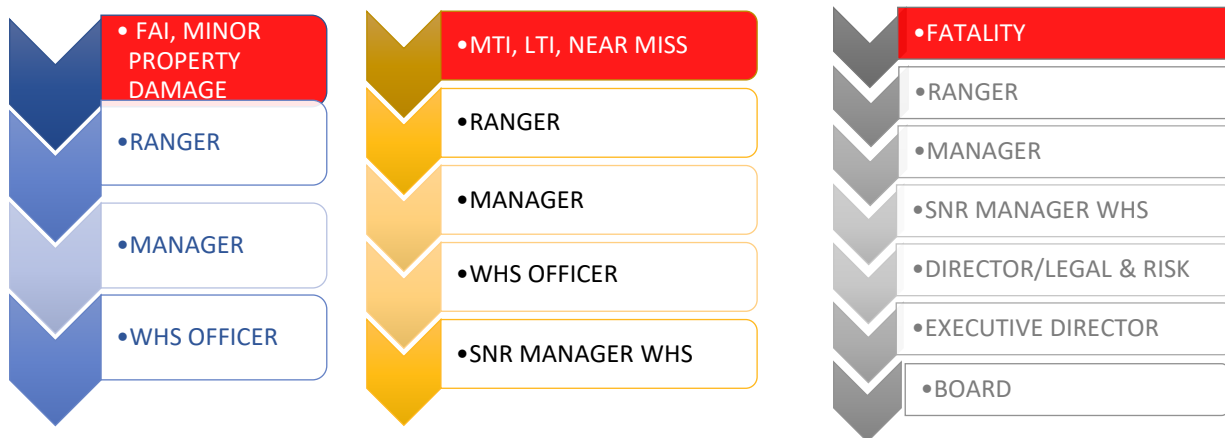 • FAI, MINOR
PROPERTY
DAMAGE
•RANGER
•MANAGER
•WHS OFFICER
•MTI, LTI, NEAR MISS
•RANGER
•MANAGER
•WHS OFFICER
•SNR MANAGER WHS
•FATALITY
•RANGER
•MANAGER
•SNR MANAGER WHS
•DIRECTOR/LEGAL & RISK
•EXECUTIVE DIRECTOR
•BOARD